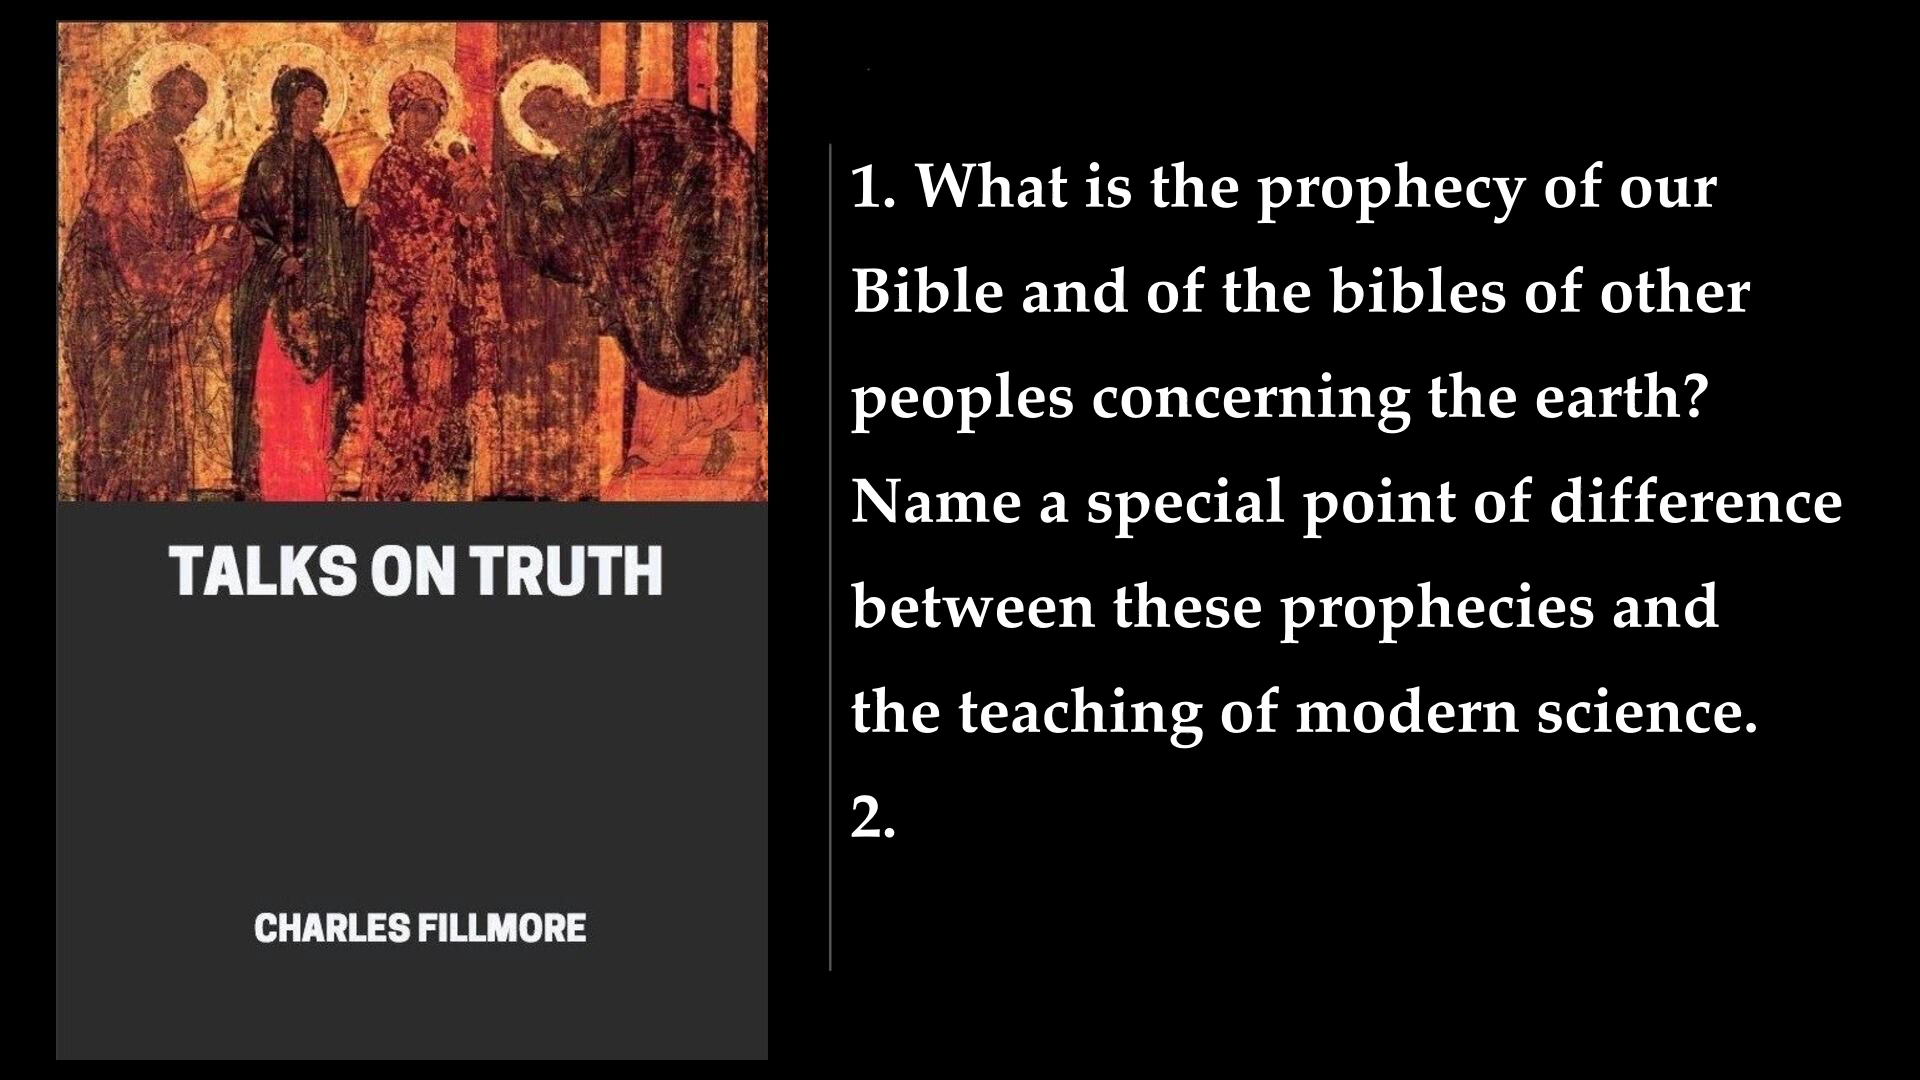 TALKS ON TRUTH
CHARLES FILLMORE
1. What is the prophecy of our
Bible and of the bibles of other
peoples concerning the earth?
Name a special point of difference
between these prophecies and
the teaching of modern science.
2.